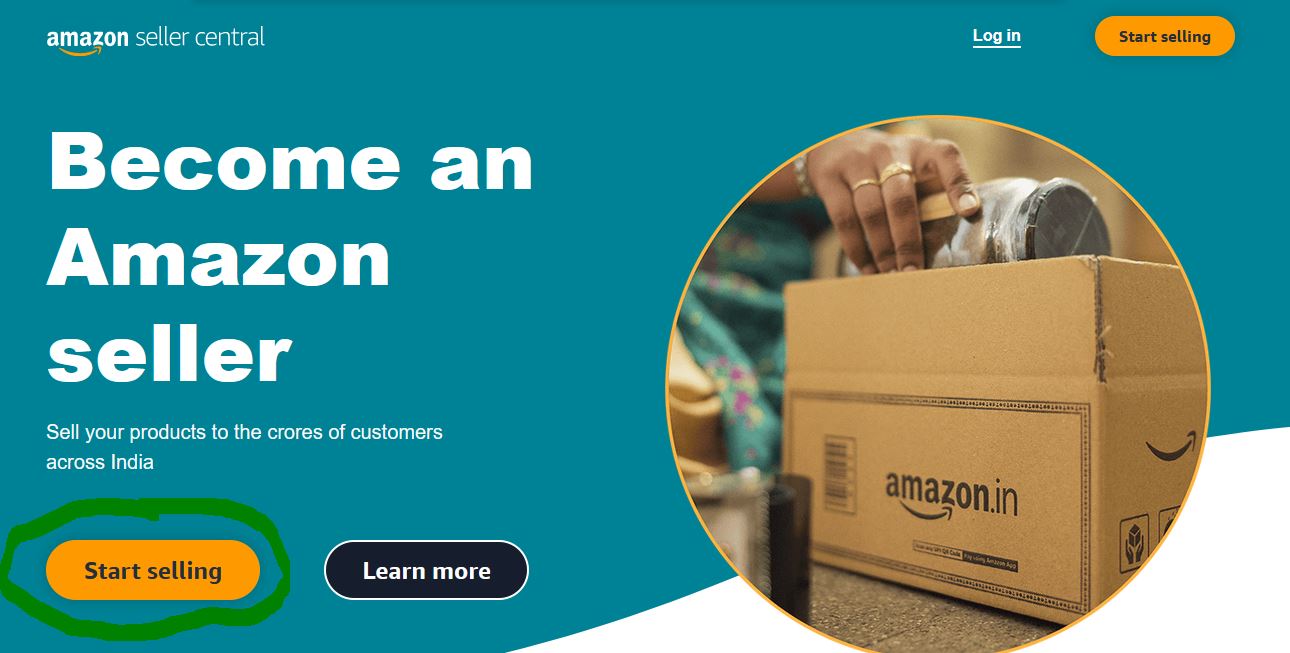 amazon seller central
Log in
Start selling
Become an
Amazon
seller
Sell your products to the crores of customers
across India
Start selling
Learn more
amazon.in